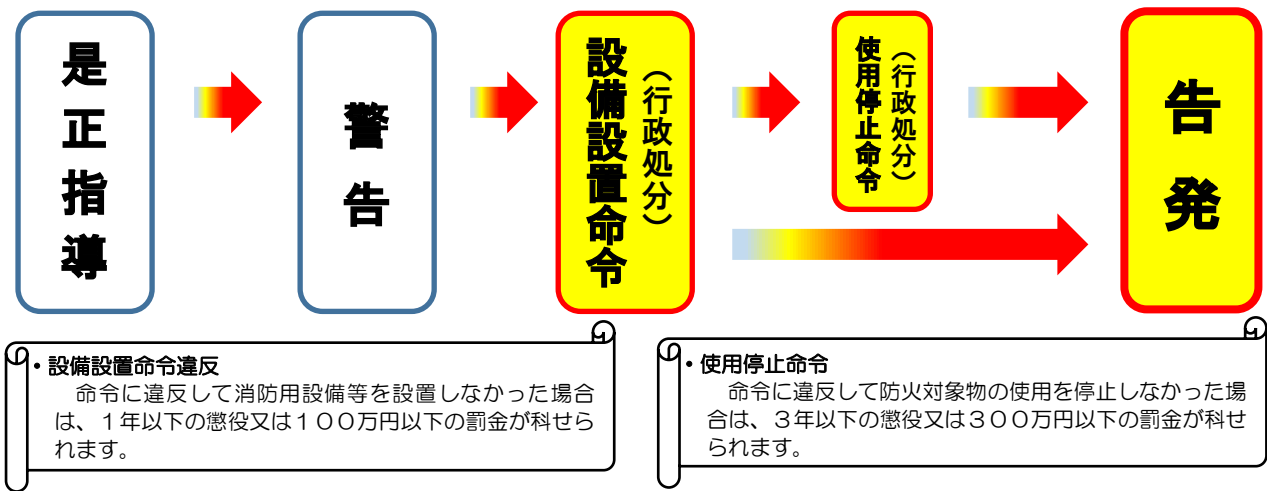 是正指導
警告
設備設置命令
（行政処分）
使用停止命令
（行政処分）
告発
・設備設置命令違反
命令に違反して消防用設備等を設置しなかった場合
は、１年以下の懲役又は１００万円以下の罰金が科せら
れます。
・使用停止命令
命令に違反して防火対象物の使用を停止しなかった場
合は、３年以下の懲役又は３００万円以下の罰金が科せ
られます。